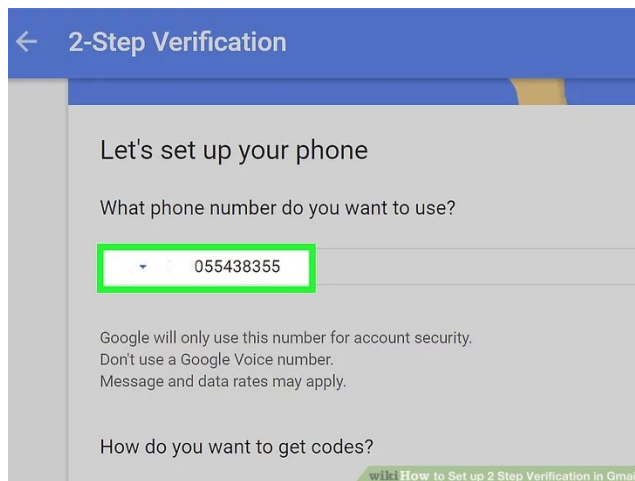 2-Step Verification
Let's set up your phone
What phone number do you want to use?
055438355
Google will only use this number for account security.
Don't use a Google Voice number.
Message and data rates may apply.
How do you want to get codes?
wikiHow to Set up 2 Step Verification in Gmai